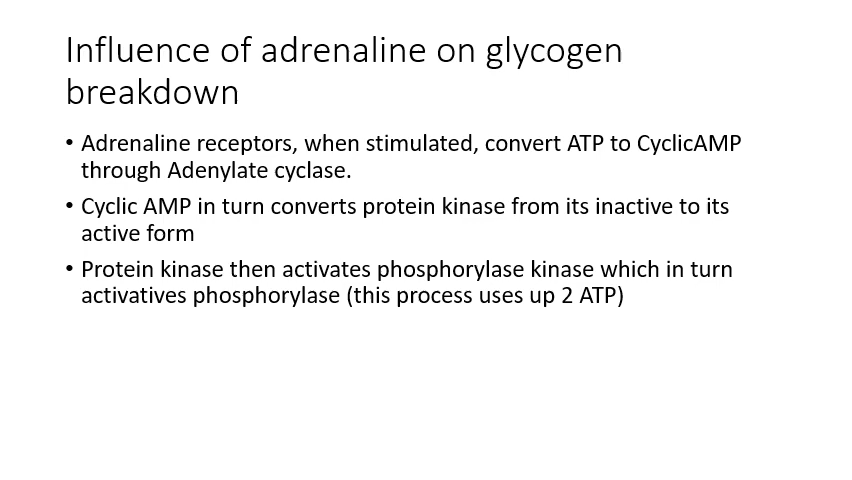 Influence of adrenaline on glycogen
breakdown
• Adrenaline receptors, when stimulated, convert ATP to CyclicAMP
through Adenylate cyclase.
• Cyclic AMP in turn converts protein kinase from its inactive to its
active form
• Protein kinase then activates phosphorylase kinase which in turn
activatives phosphorylase (this process uses up 2 ATP)